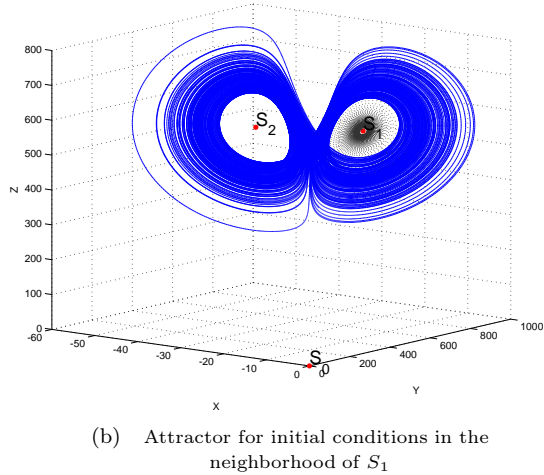 800
700
600
500
400
300
200
100
0
Z
S2
S1
S0
-60
-50
-40
-30
-20
-10
0
X
0
200
400
600
800
1000
Y
(b) Attractor for initial conditions in the
neighborhood of S1